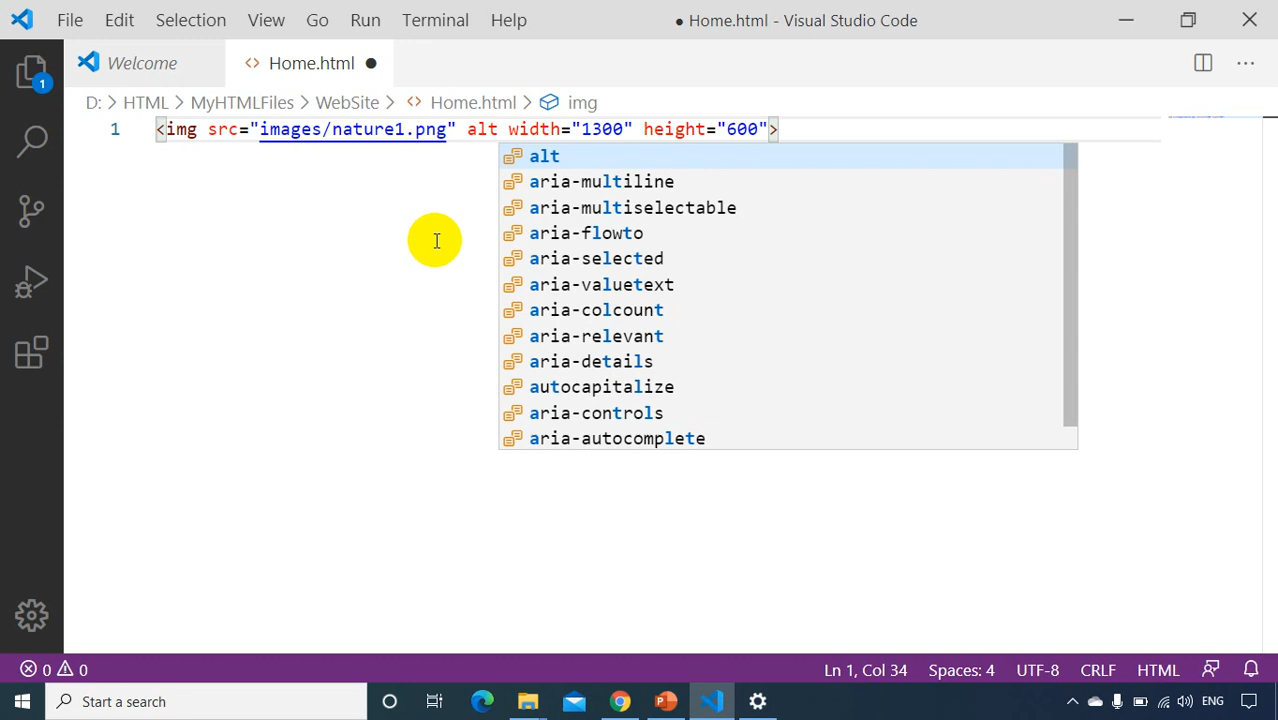 File Edit Selection View Go Run Terminal Help ● Home.html - Visual Studio Code
Welcome <> Home.html ●
D: > HTML > MyHTMLFiles > WebSite > <> Home.html > img
1 <img src="images/nature1.png" alt width="1300" height="600">
alt
aria-multiline
aria-multiselectable
aria-flowto
aria-selected
aria-valuetext
aria-colcount
aria-relevant
aria-details
autocapitalize
aria-controls
aria-autocomplete
1
0 0 Ln 1, Col 34 Spaces: 4 UTF-8 CRLF HTML
Start a search ENG